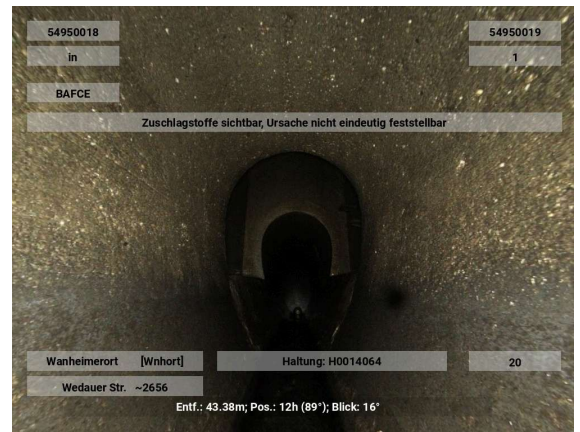 54950018 54950019
in 1
BAFCE
Zuschlagstoffe sichtbar, Ursache nicht eindeutig feststellbar
Wanheimerort [Wnhort] Haltung: H0014064 20
Wedauer Str. ~2656
Entf.: 43.38m; Pos.: 12h (89°); Blick: 16°